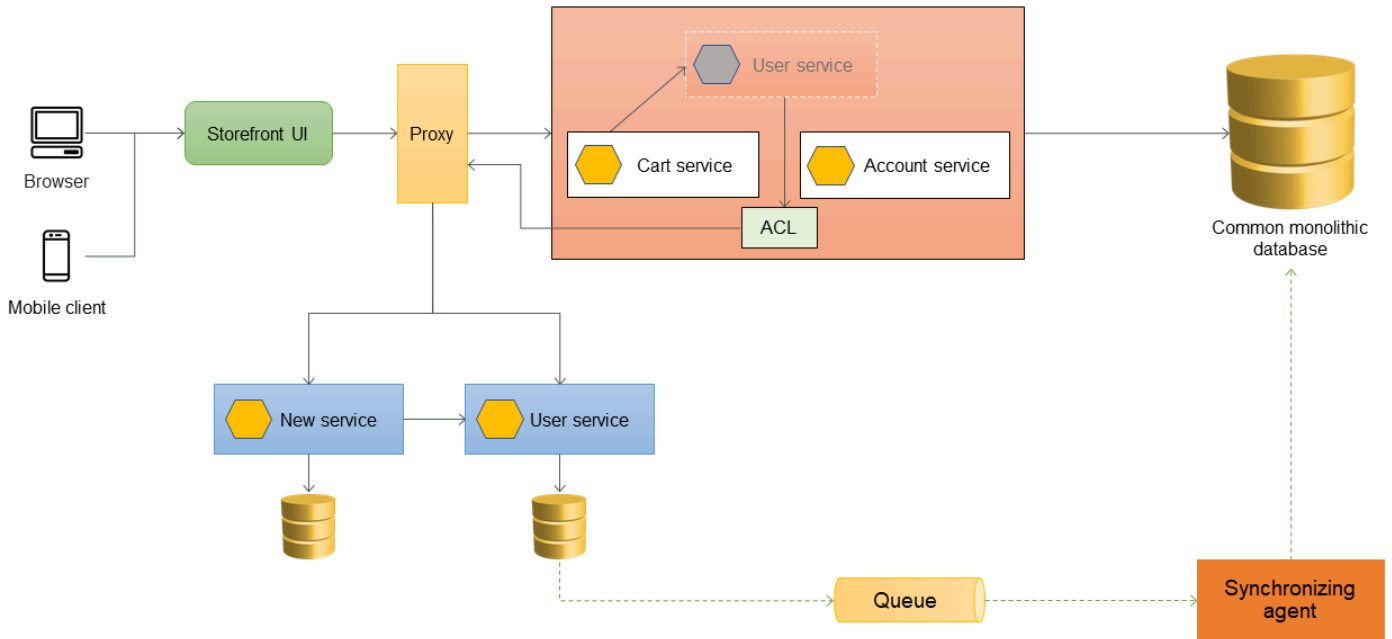 User service
Storefront UI
Proxy
Cart service
Account service
Browser
ACL
Common monolithic
database
Mobile client
New service
User service
Queue
Synchronizing
agent